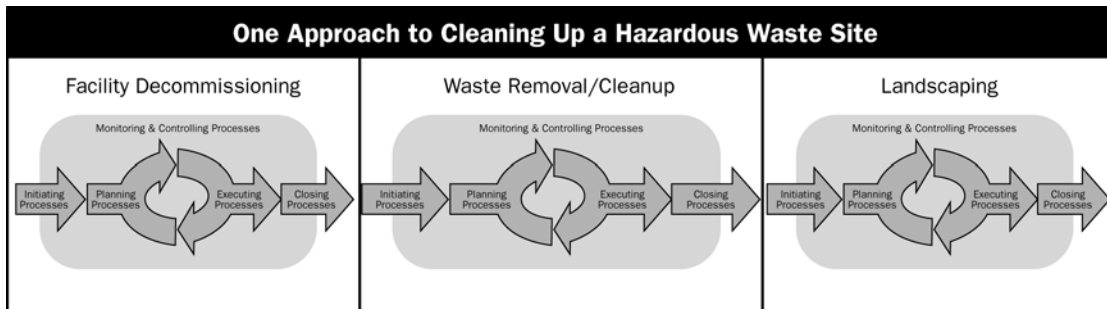 One Approach to Cleaning Up a Hazardous Waste Site
Facility Decommissioning
Monitoring & Controlling Processes
Initiating
Processes
Planning
Processes
Executing
Processes
Closing
Processes
Waste Removal/Cleanup
Monitoring & Controlling Processes
Initiating
Processes
Planning
Processes
Executing
Processes
Closing
Processes
Landscaping
Monitoring & Controlling Processes
Initiating
Processes
Planning
Processes
Executing
Processes
Closing
Processes